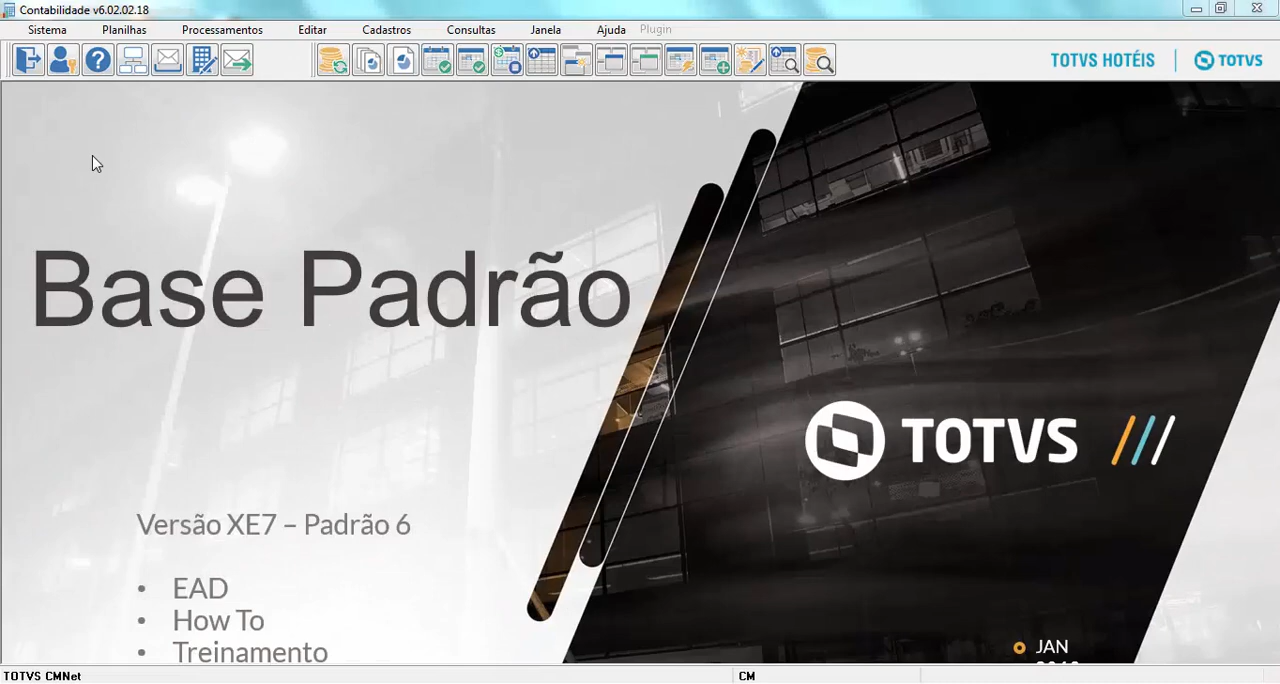 Contabilidade v6.02.02.18
Sistema Planilhas Processamentos Editar Cadastros Consultas Janela Ajuda Plugin
TOTVS HOTÉIS TOTVS
Base Padrão
TOTVS
Versão XE7 – Padrão 6
• EAD
• How To
• Treinamento
JAN
TOTVS CMNet CM